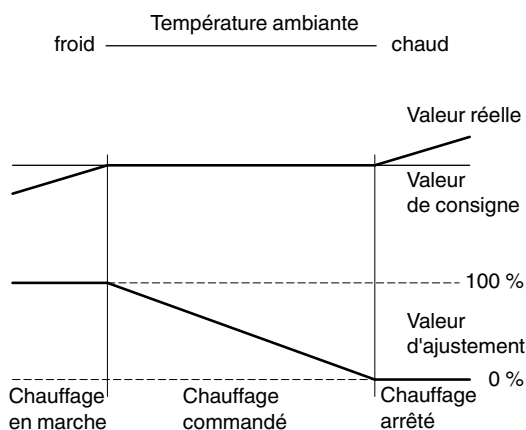 Température ambiante
froid
chaud
Valeur réelle
Valeur
de consigne
100 %
Valeur
d'ajustement
0 %
Chauffage
en marche
Chauffage
commandé
Chauffage
arrêté